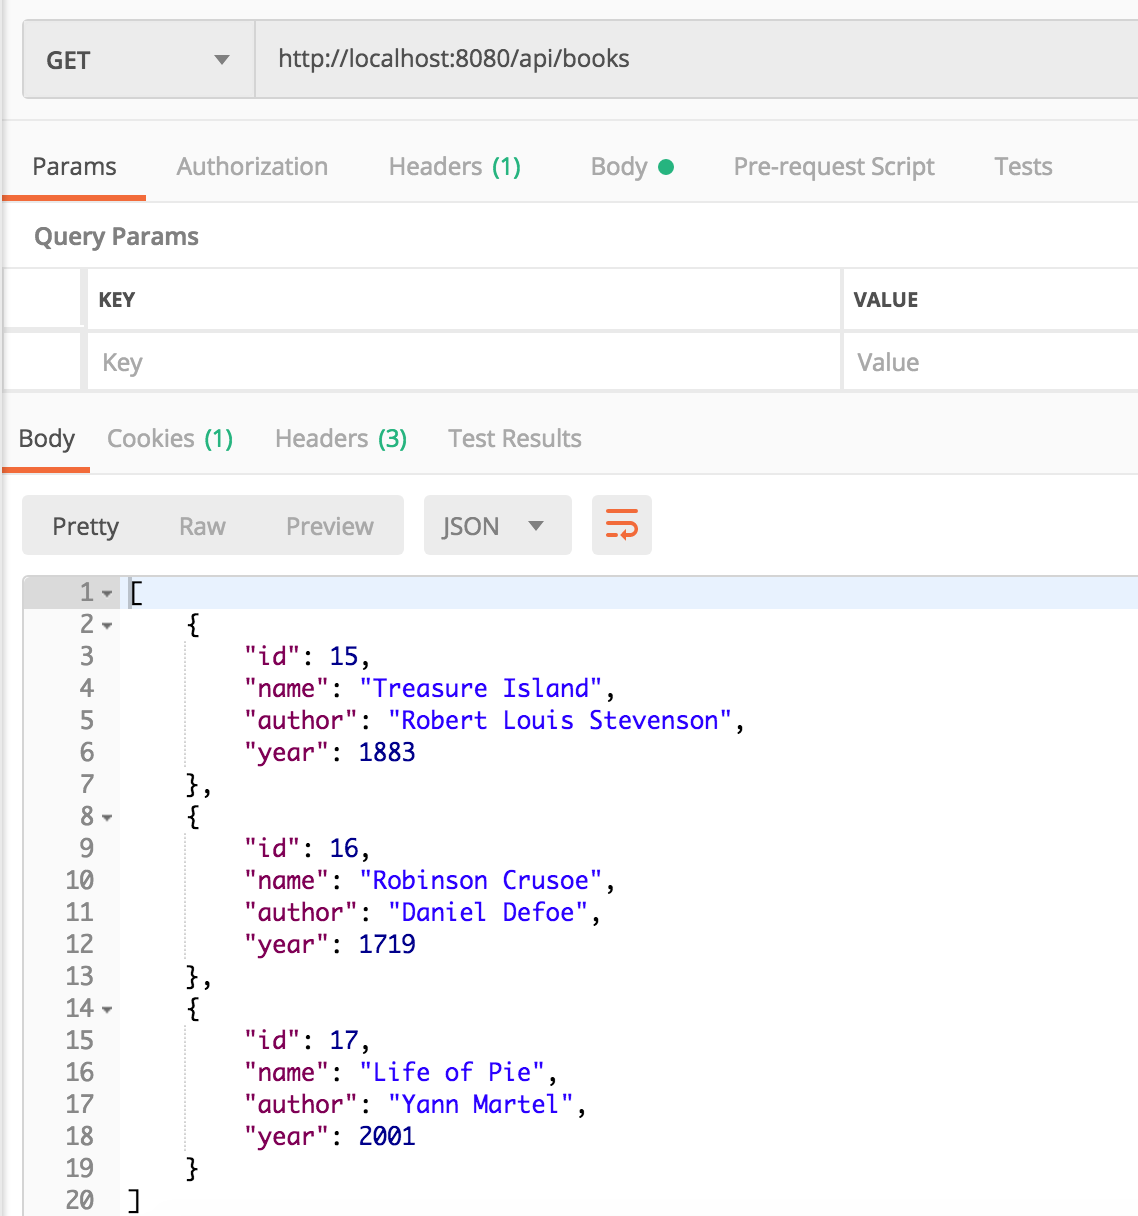 GET http://localhost:8080/api/books
Params Authorization Headers (1) Body Pre-request Script Tests
Query Params
KEY VALUE
Key Value
Body Cookies (1) Headers (3) Test Results
Pretty Raw Preview JSON
1 [
2 {
3 "id": 15,
4 "name": "Treasure Island",
5 "author": "Robert Louis Stevenson",
6 "year": 1883
7 },
8 {
9 "id": 16,
10 "name": "Robinson Crusoe",
11 "author": "Daniel Defoe",
12 "year": 1719
13 },
14 {
15 "id": 17,
16 "name": "Life of Pie",
17 "author": "Yann Martel",
18 "year": 2001
19 }
20 ]